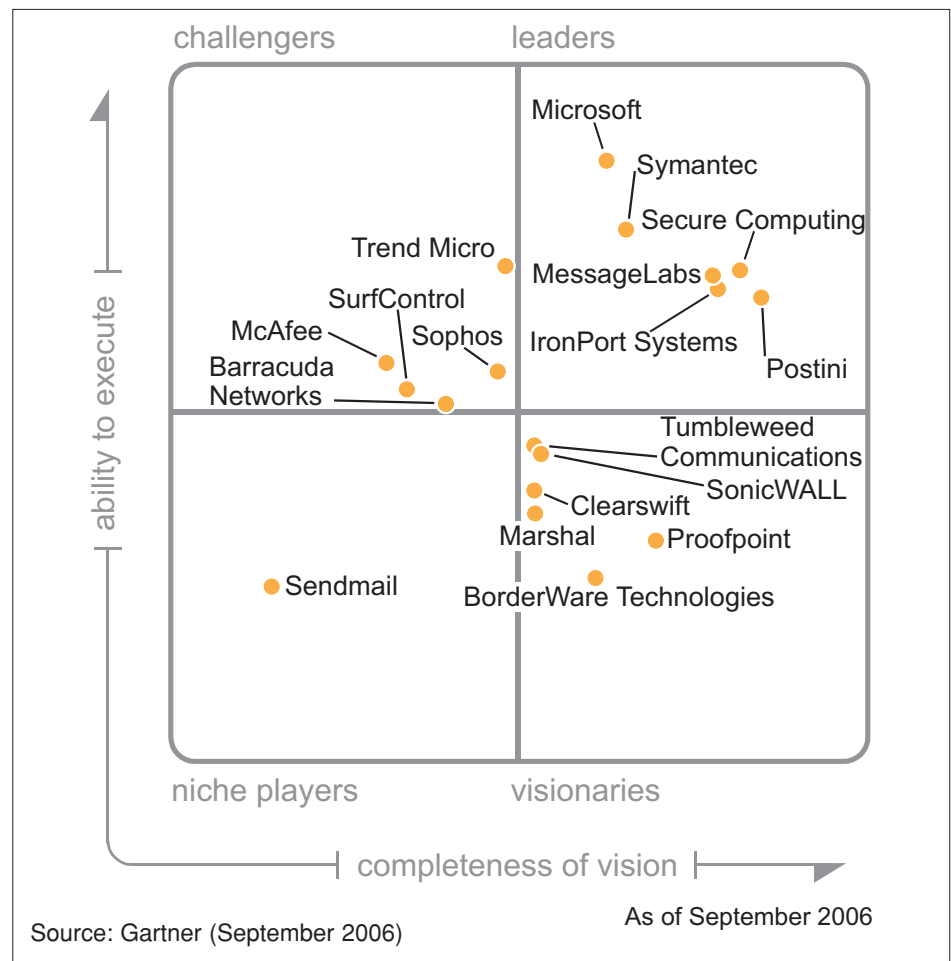 challengers
leaders
Microsoft
Symantec
Secure Computing
Trend Micro
MessageLabs
SurfControl
McAfee
Sophos
IronPort Systems
Barracuda
Networks
Postini
ability to execute
Tumbleweed
Communications
SonicWALL
Clearswift
Marshal
Proofpoint
Sendmail
BorderWare Technologies
niche players
visionaries
completeness of vision
As of September 2006
Source: Gartner (September 2006)